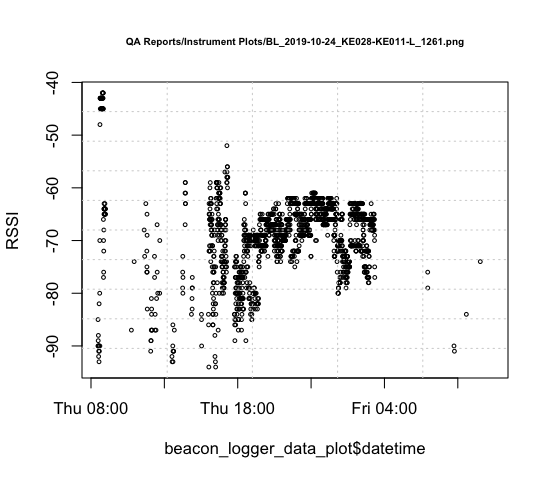 QA Reports/Instrument Plots/BL_2019-10-24_KE028-KE011-L_1261.png
-40
-50
-60
-70
-80
-90
RSSI
Thu 08:00 Thu 18:00 Fri 04:00
beacon_logger_data_plot$datetime